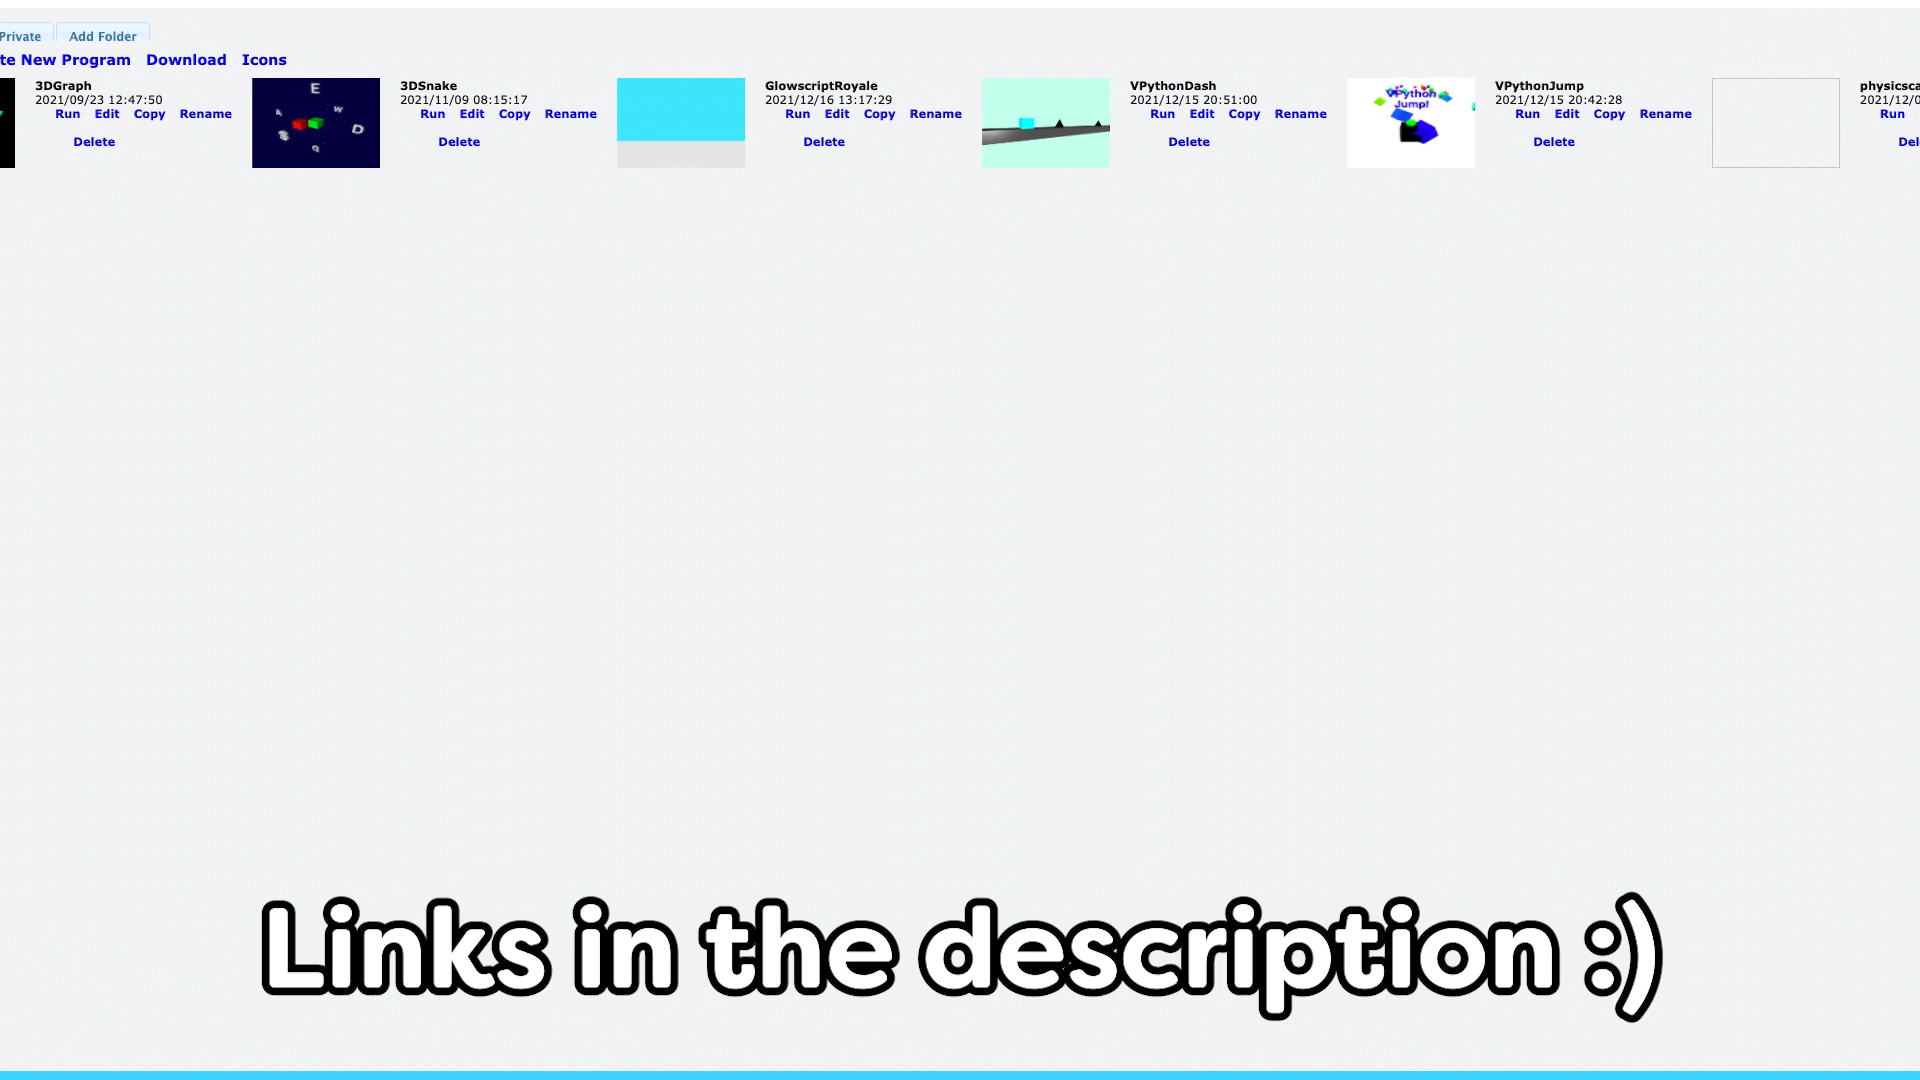 Private Add Folder
te New Program Download Icons
3DGraph
2021/09/23 12:47:50
Run Edit Copy Rename
Delete
E
W
D
S
3DSnake
2021/11/09 08:15:17
Run Edit Copy Rename
Delete
GlowscriptRoyale
2021/12/16 13:17:29
Run Edit Copy Rename
Delete
VPythonDash
2021/12/15 20:51:00
Run Edit Copy Rename
Delete
VPython
Jump!
VPythonJump
2021/12/15 20:42:28
Run Edit Copy Rename
Delete
physicsca
2021/12/0
Run
Del
Links in the description :)